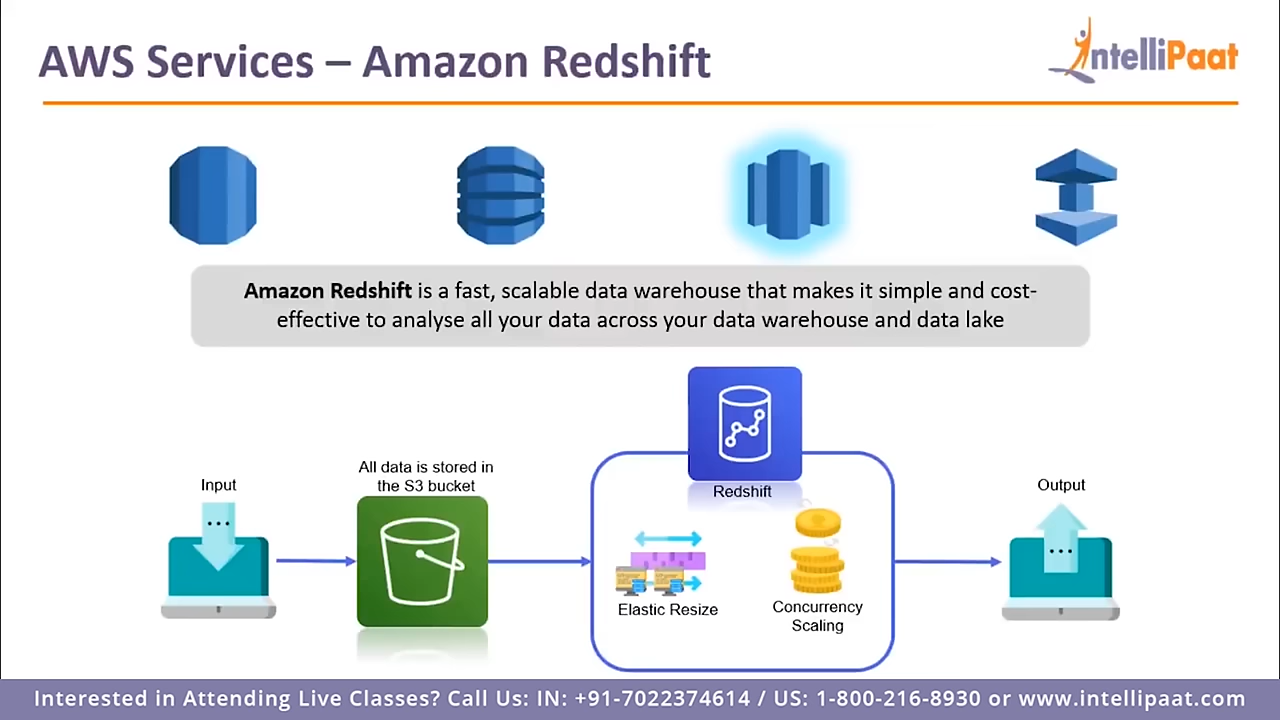 AWS Services – Amazon Redshift
IntelliPaat
Amazon Redshift is a fast, scalable data warehouse that makes it simple and cost-
effective to analyse all your data across your data warehouse and data lake
Input
All data is stored in
the S3 bucket
Redshift
Elastic Resize
Concurrency
Scaling
Output
Interested in Attending Live Classes? Call Us: IN: +91-7022374614 / US: 1-800-216-8930 or www.intellipaat.com